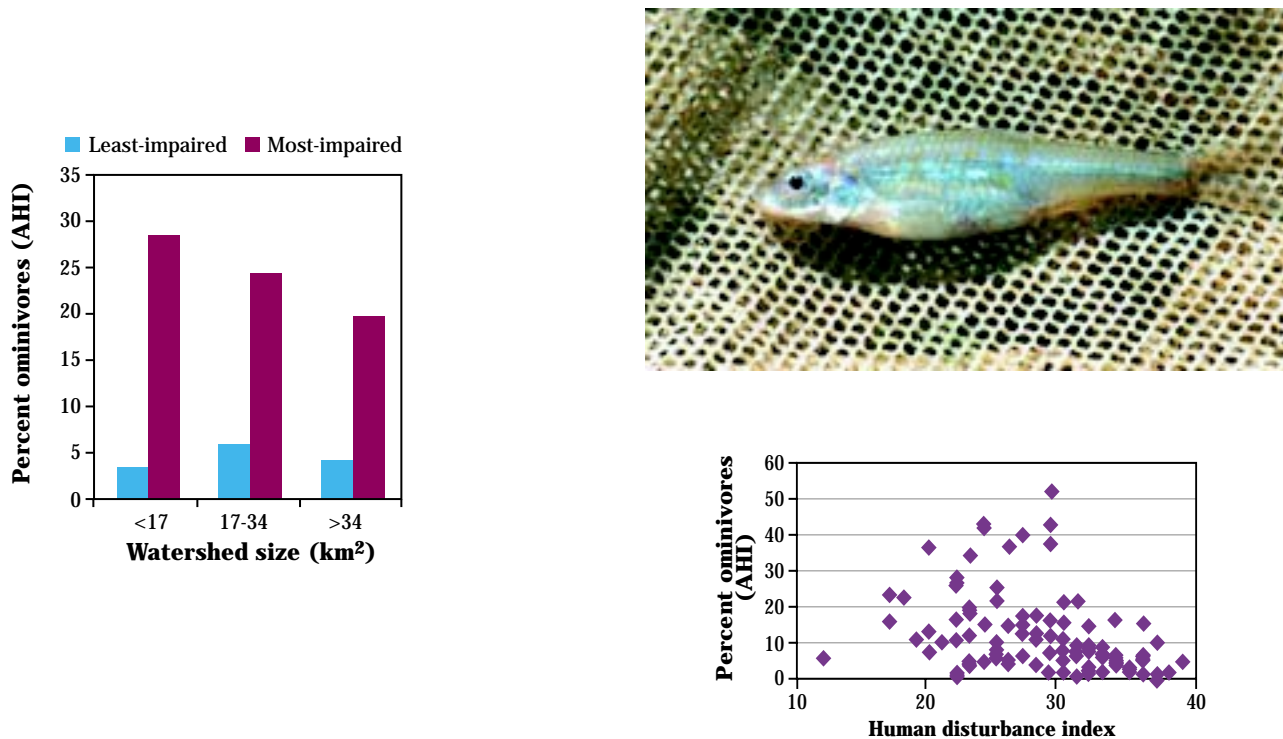 Least-impaired Most-impaired
Percent ominivores (AHI)
35
30
25
20
15
10
5
0
<17 17-34 >34
Watershed size (km²)
Percent ominivores
(AHI)
60
50
40
30
20
10
0
10 20 30 40
Human disturbance index